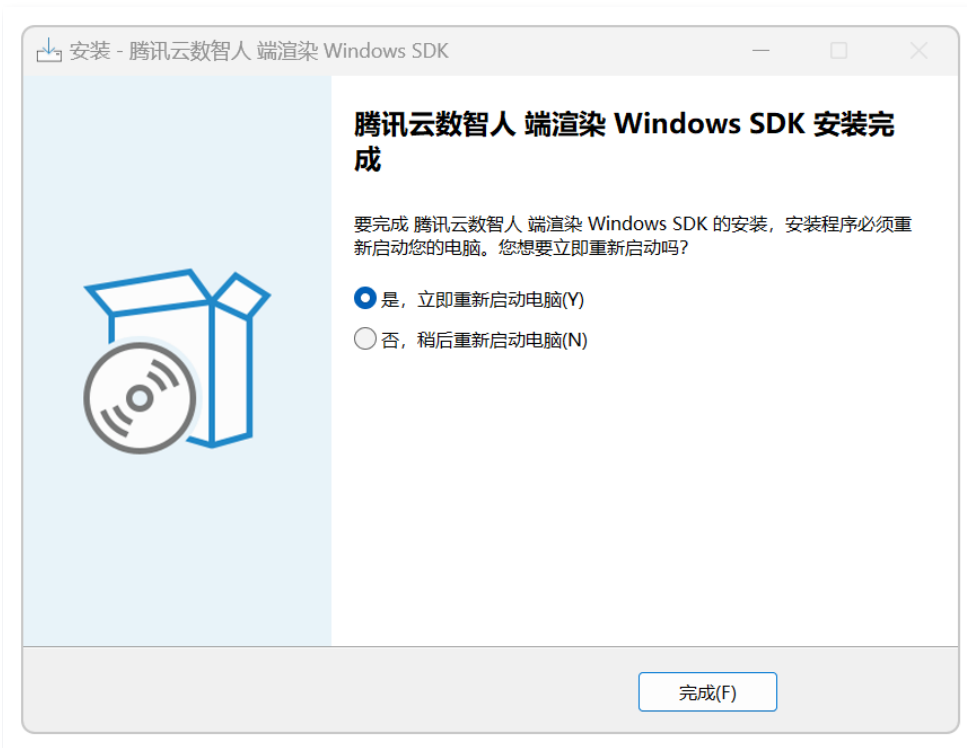 安装 - 腾讯云数智人 端渲染 Windows SDK
腾讯云数智人 端渲染 Windows SDK 安装完
成
要完成 腾讯云数智人 端渲染 Windows SDK 的安装，安装程序必须重
新启动您的电脑。您想要立即重新启动吗?
是，立即重新启动电脑(Y)
否，稍后重新启动电脑(N)
完成(F)